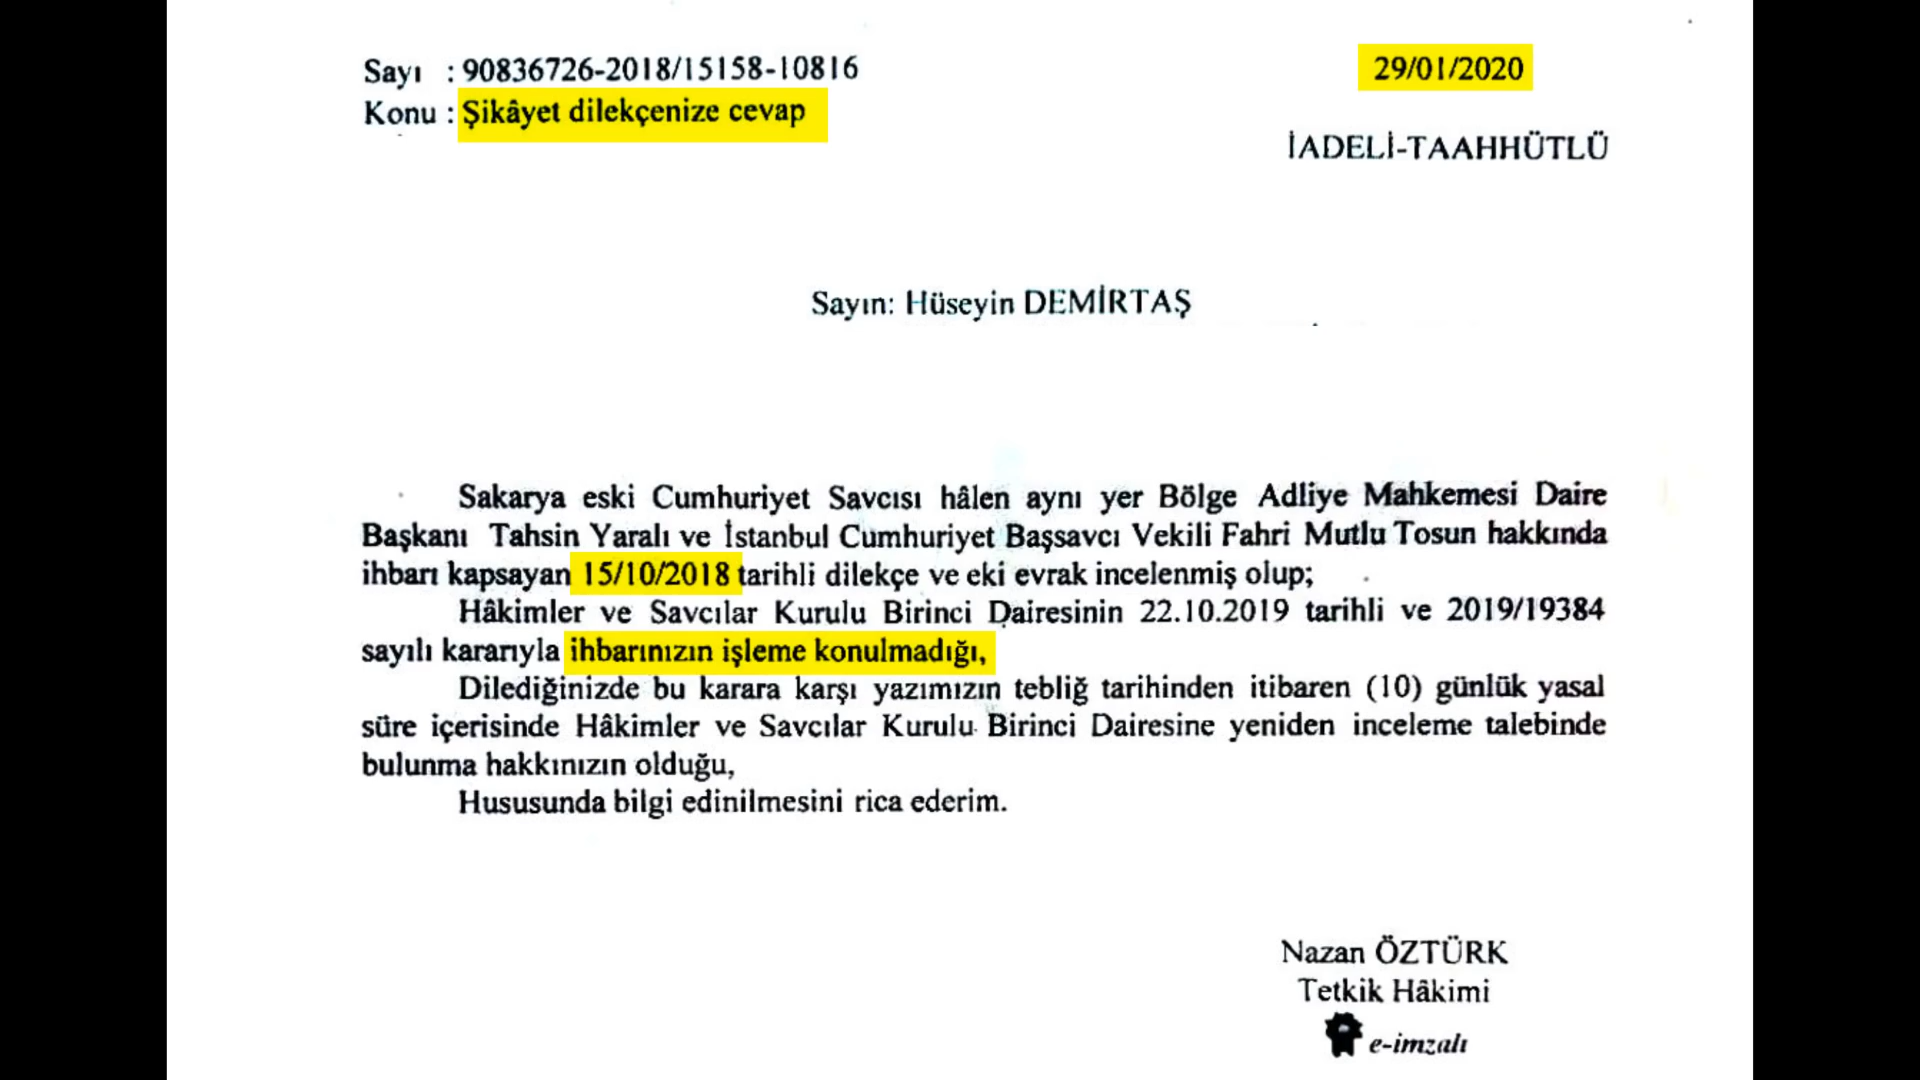 Sayı : 90836726-2018/15158-10816
29/01/2020
Konu : Şikâyet dilekçenize cevap
İADELİ-TAAHHÜTLÜ
Sayın: Hüseyin DEMİRTAŞ
Sakarya eski Cumhuriyet Savcısı hâlen aynı yer Bölge Adliye Mahkemesi Daire
Başkanı Tahsin Yaralı ve İstanbul Cumhuriyet Başsavcı Vekili Fahri Mutlu Tosun hakkında
ihbarı kapsayan 15/10/2018 tarihli dilekçe ve eki evrak incelenmiş olup;
Hâkimler ve Savcılar Kurulu Birinci Dairesinin 22.10.2019 tarihli ve 2019/19384
sayılı kararıyla ihbarınızın işleme konulmadığı,
Dilediğinizde bu karara karşı yazımızın tebliğ tarihinden itibaren (10) günlük yasal
süre içerisinde Hâkimler ve Savcılar Kurulu Birinci Dairesine yeniden inceleme talebinde
bulunma hakkınızın olduğu,
Hususunda bilgi edinilmesini rica ederim.
Nazan ÖZTÜRK
Tetkik Hâkimi
e-imzalı